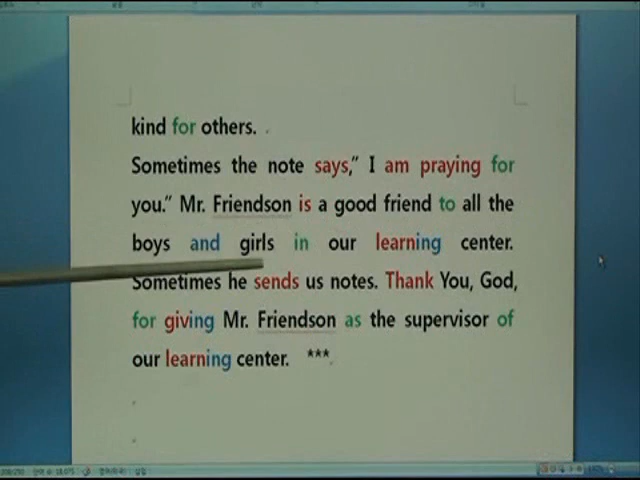 kind for others.
Sometimes the note says," I am praying for
you." Mr. Friendson is a good friend to all the
boys and girls in our learning center.
Sometimes he sends us notes. Thank You, God,
for giving Mr. Friendson as the supervisor of
our learning center. ***